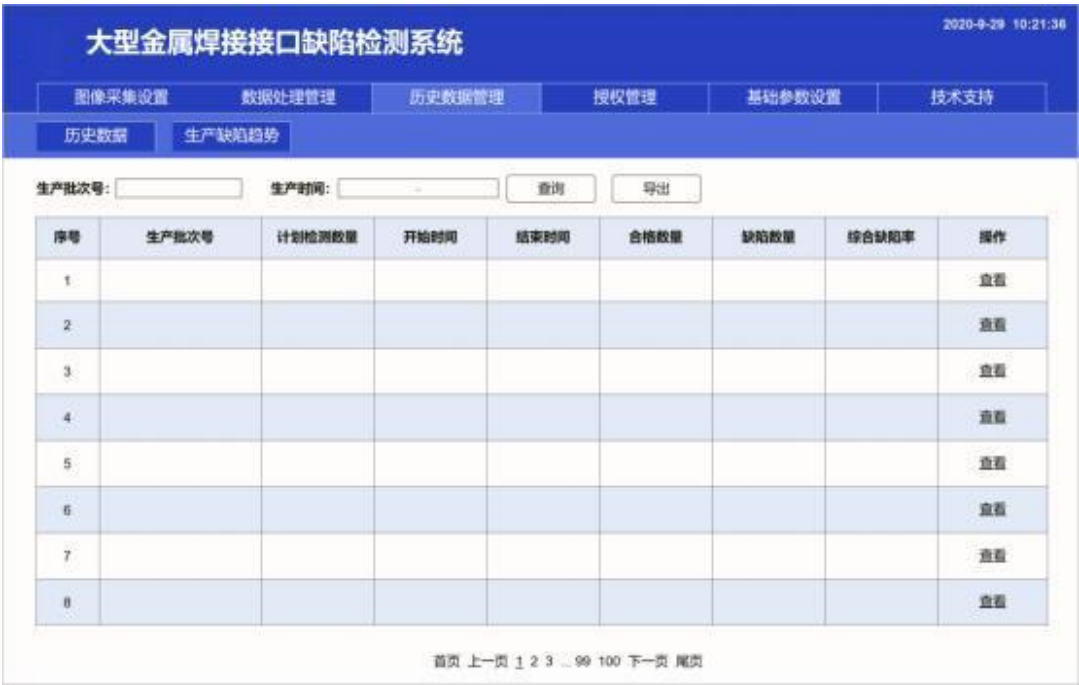 2020-9-29 10:21:36
大型金属焊接接口缺陷检测系统
图像采集设置 数据处理管理 历史数据管理 授权管理 基础参数设置 技术支持
历史数据 生产缺陷趋势
生产批次号: 生产时间: - 查询 导出
序号 生产批次号 计划检测数量 开始时间 结束时间 合格数量 缺陷数量 综合缺陷率 操作
1 查看
2 查看
3 查看
4 查看
5 查看
6 查看
7 查看
8 查看
首页 上一页 1 2 3 ... 99 100 下一页 尾页